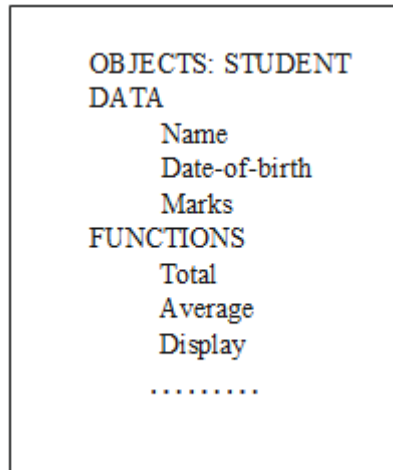 OBJECTS: STUDENT
DATA
Name
Date-of-birth
Marks
FUNCTIONS
Total
Average
Display
.........